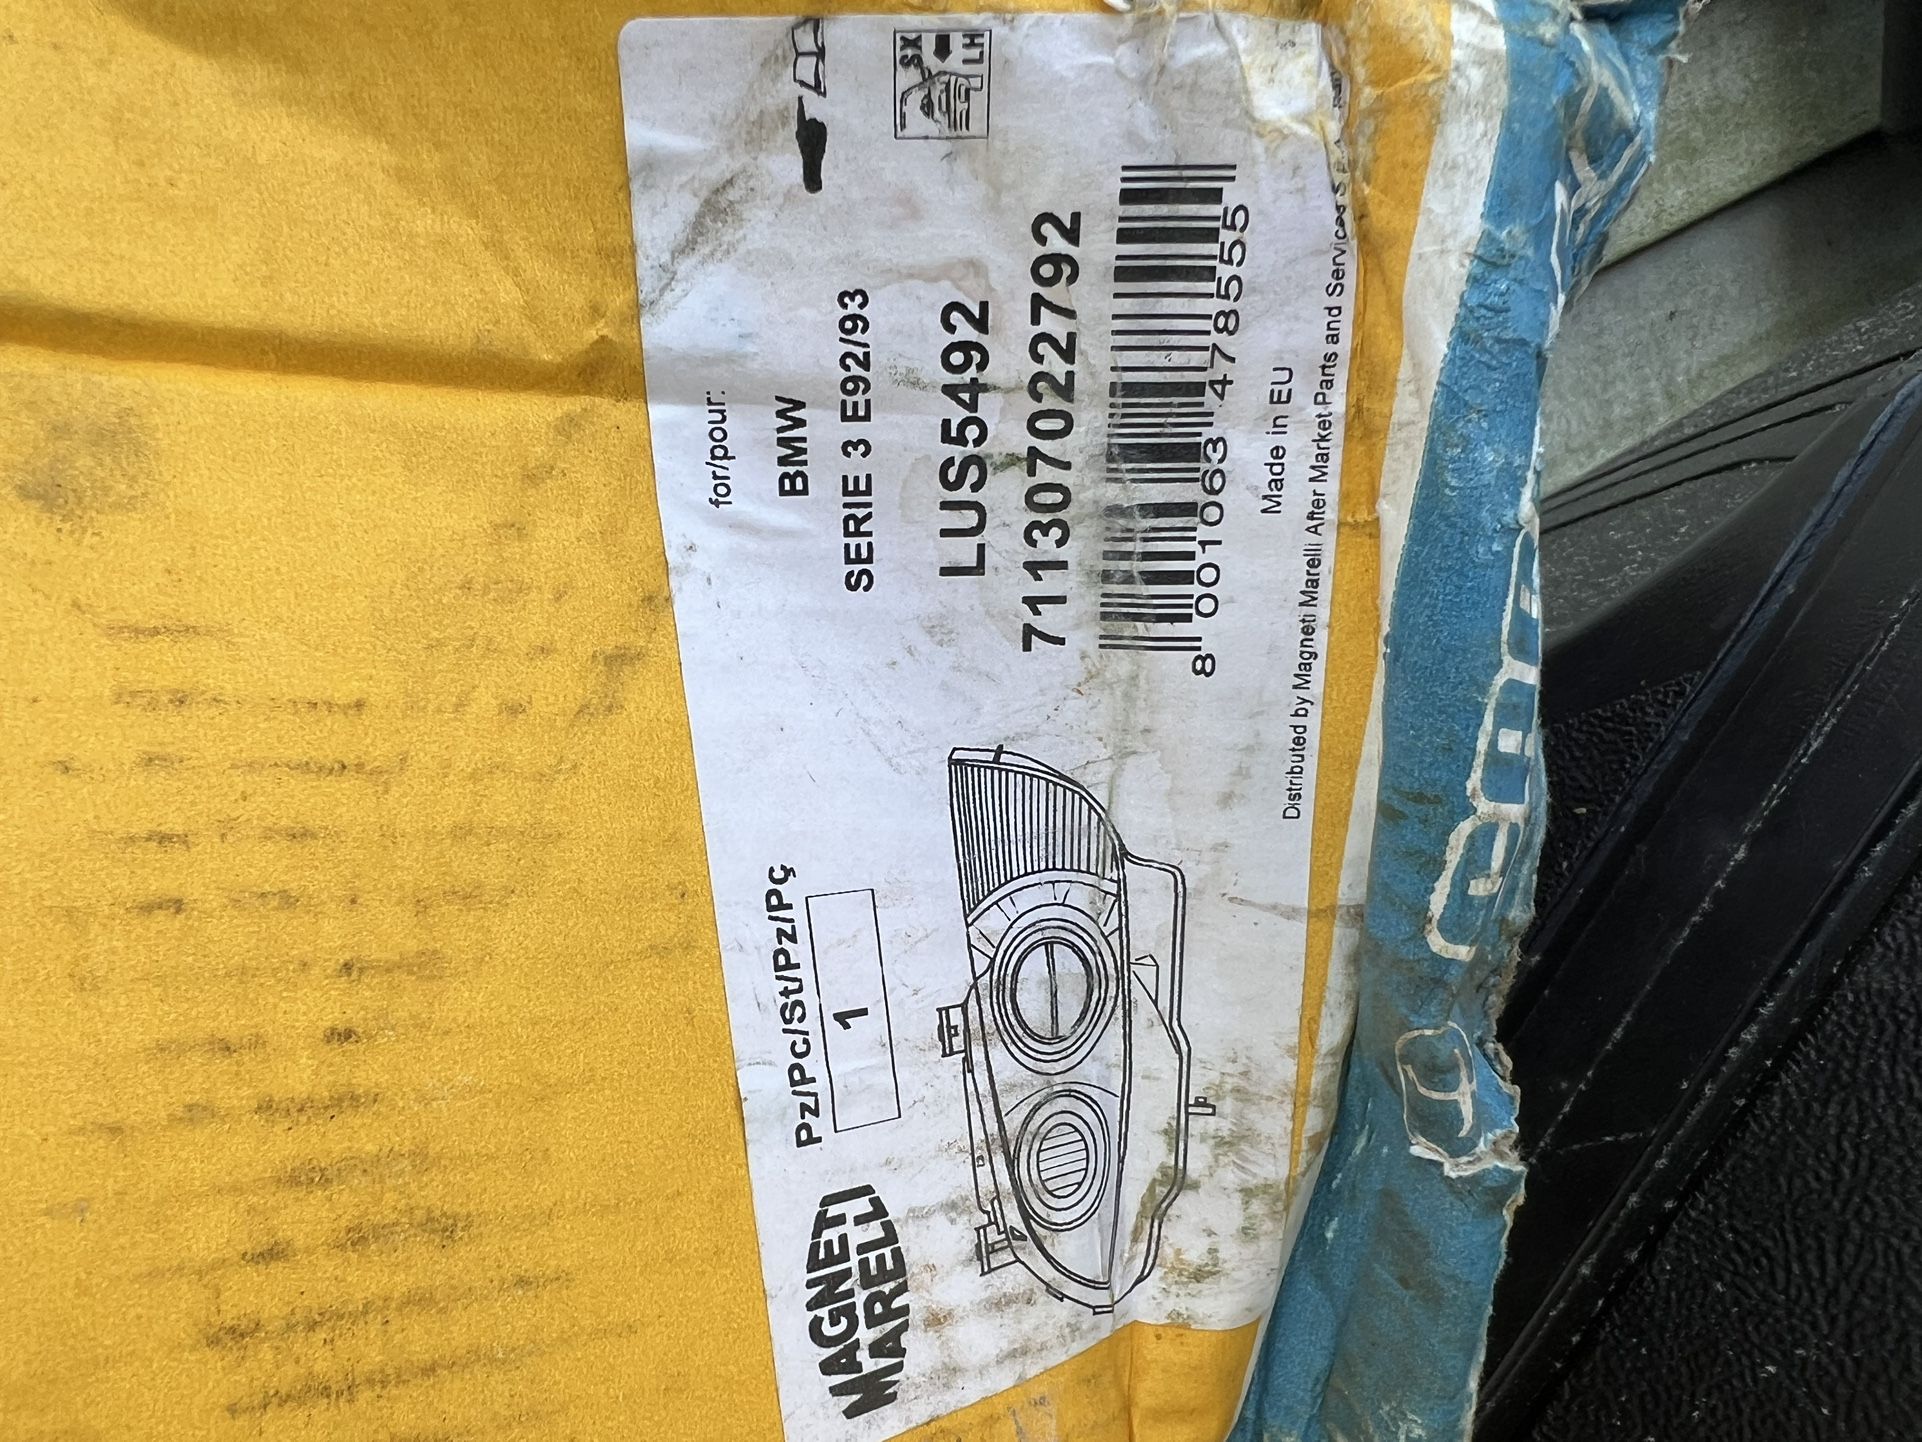 MAGNETI
MARELLI
Pz/Pc/St/Pz/Pç
1
for/pour:
BMW
SERIE 3 E92/93
LUS5492
711307022792
8 001063 478555
Made in EU
Distributed by Magneti Marelli After Market Parts and Services
SX
LH